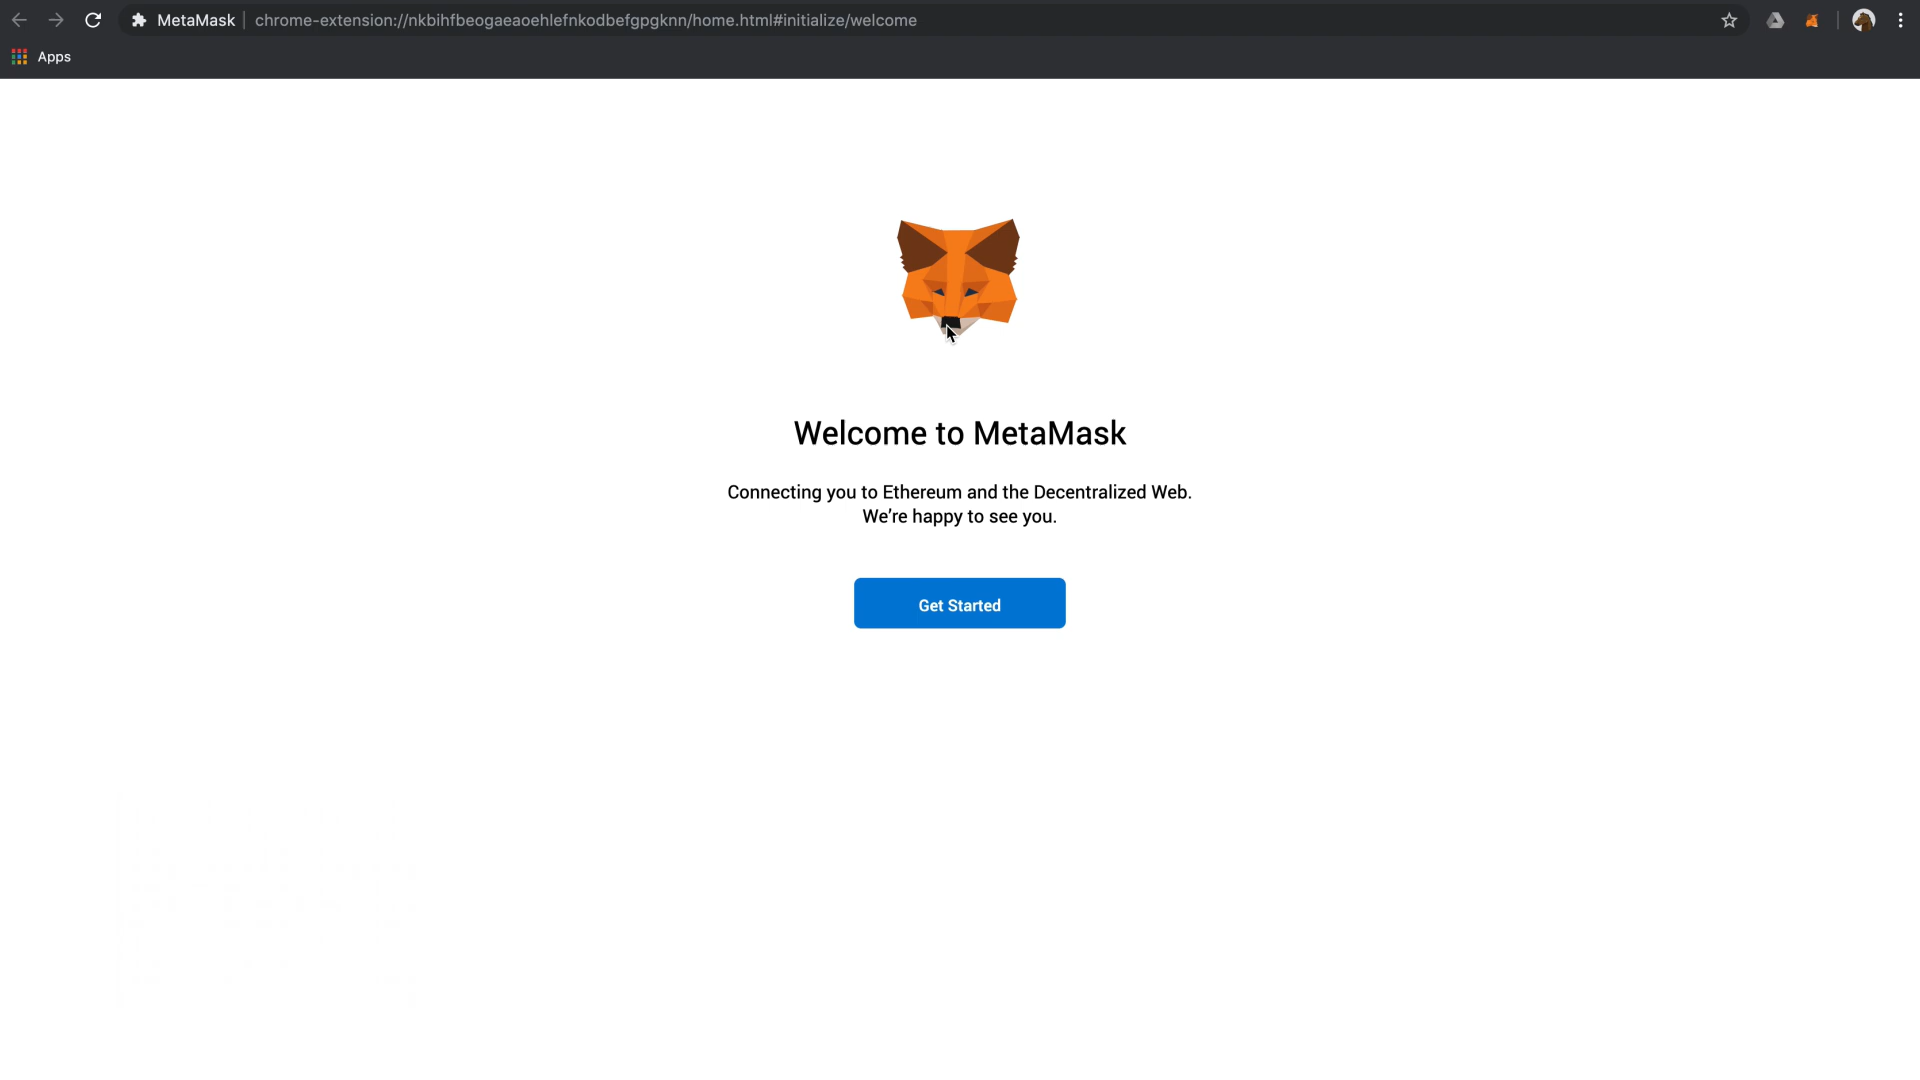 MetaMask chrome-extension://nkbihfbeogaeaoehlefnkodbefgpgknn/home.html#initialize/welcome
Apps
Welcome to MetaMask
Connecting you to Ethereum and the Decentralized Web.
We’re happy to see you.
Get Started